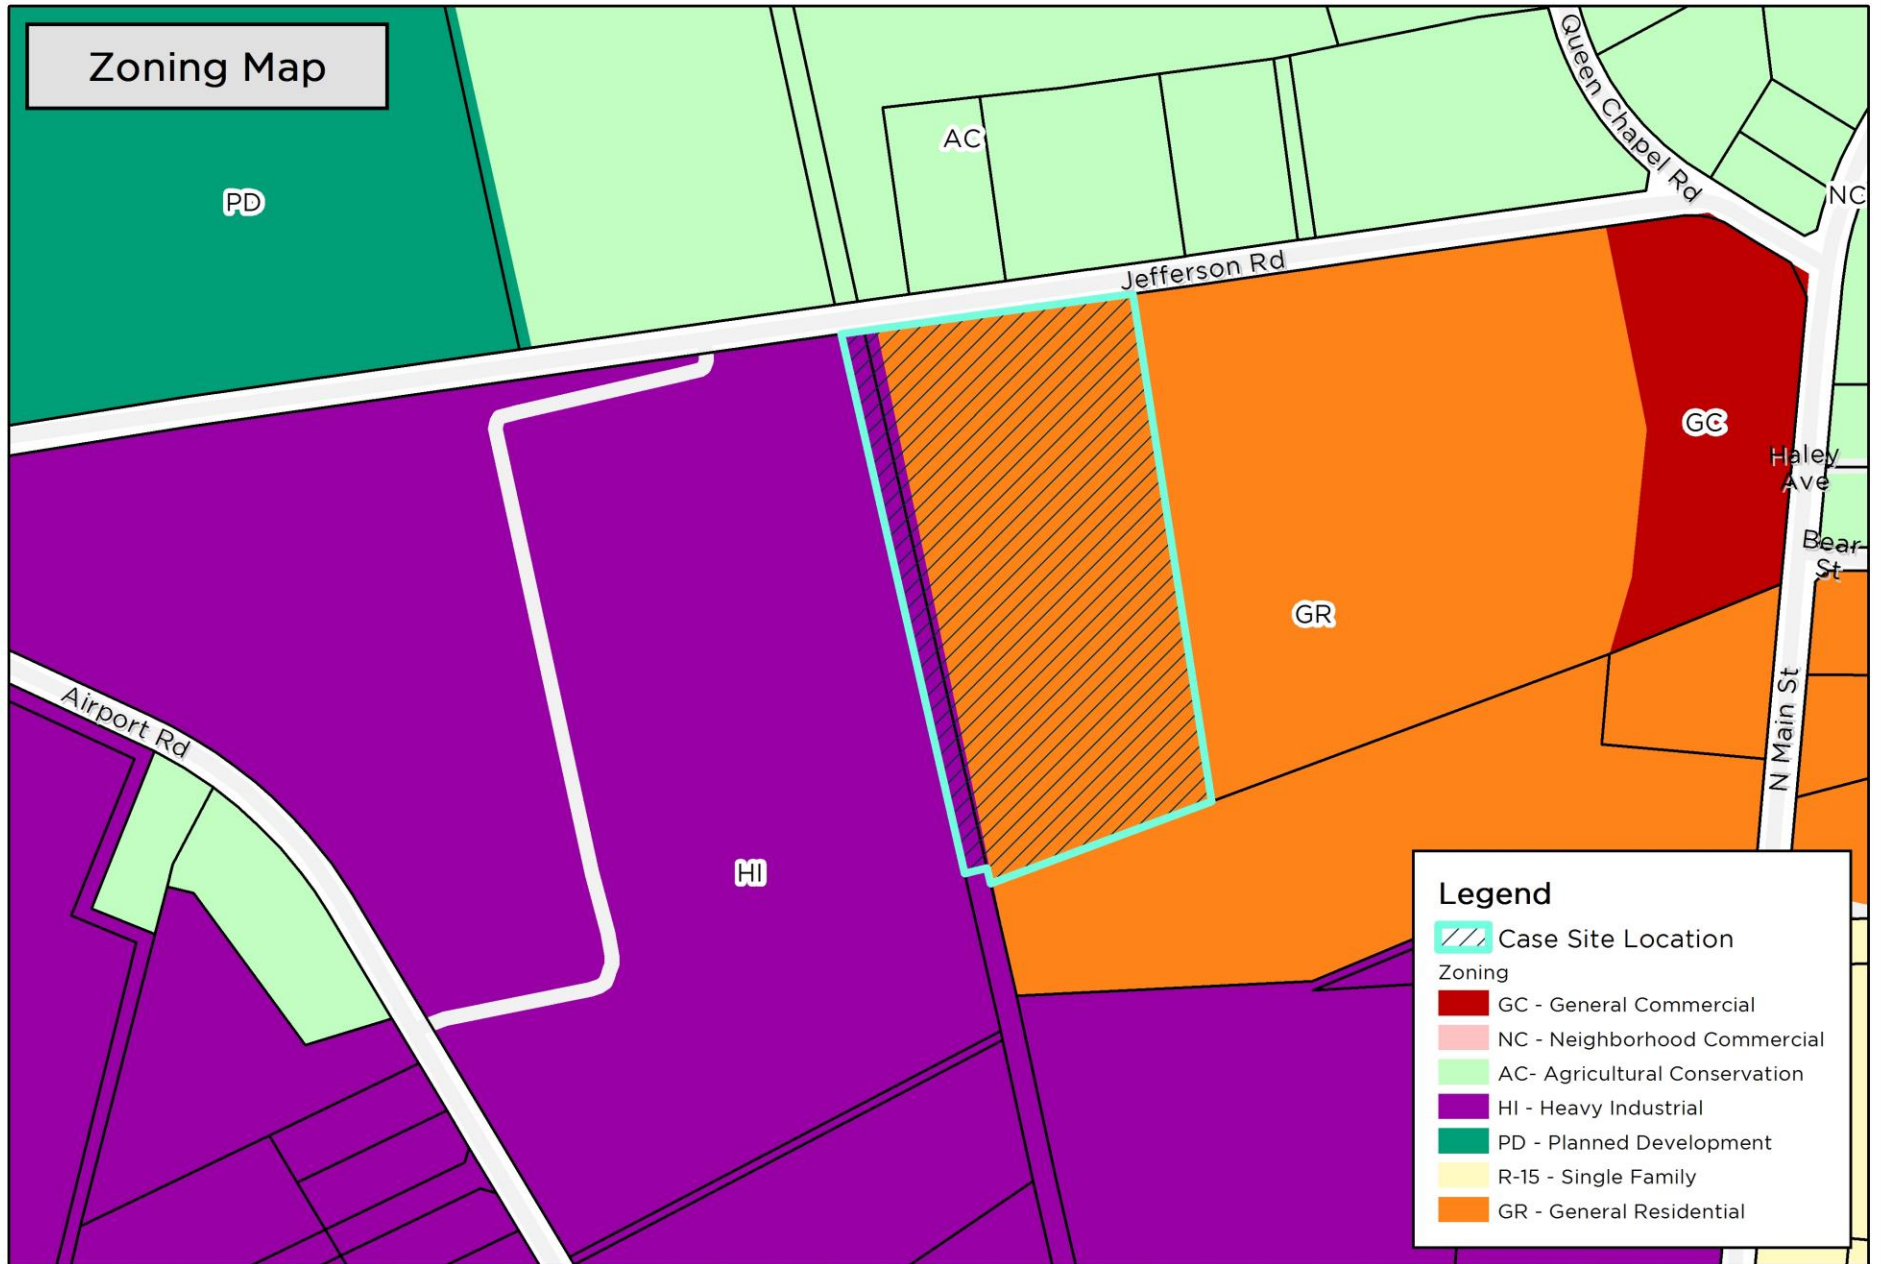 Zoning Map
Queen Chapel Rd
AC
PD
NC
Jefferson Rd
GC
Haley
Ave
Bear
St
GR
Airport Rd
N Main St
HI
Legend
Case Site Location
Zoning
GC - General Commercial
NC - Neighborhood Commercial
AC- Agricultural Conservation
HI - Heavy Industrial
PD - Planned Development
R-15 - Single Family
GR - General Residential